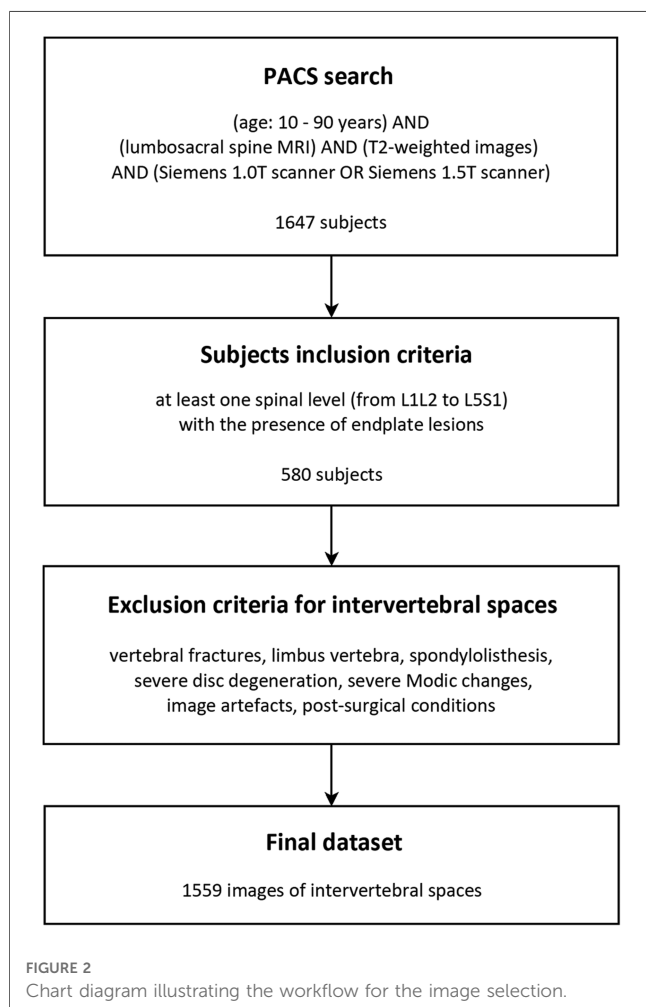 PACS search
(age: 10 - 90 years) AND
(lumbosacral spine MRI) AND (T2-weighted images)
AND (Siemens 1.0T scanner OR Siemens 1.5T scanner)
1647 subjects
Subjects inclusion criteria
at least one spinal level (from L1L2 to L5S1)
with the presence of endplate lesions
580 subjects
Exclusion criteria for intervertebral spaces
vertebral fractures, limbus vertebra, spondylolisthesis,
severe disc degeneration, severe Modic changes,
image artefacts, post-surgical conditions
Final dataset
1559 images of intervertebral spaces
FIGURE 2
Chart diagram illustrating the workflow for the image selection.